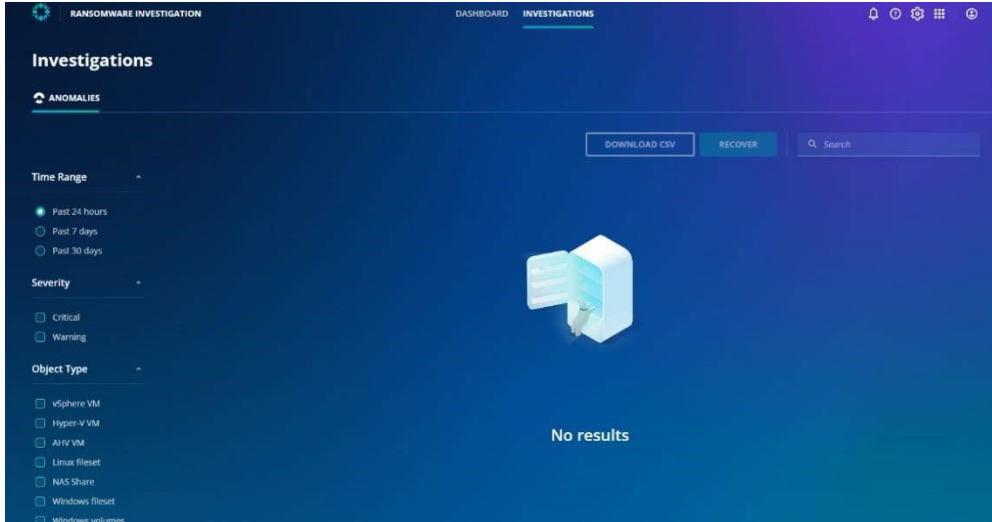 RANSOMWARE INVESTIGATION DASHBOARD INVESTIGATIONS
Investigations
ANOMALIES
DOWNLOAD CSV RECOVER Search
Time Range
Past 24 hours
Past 7 days
Past 30 days
Severity
Critical
Warning
Object Type
vSphere VM
Hyper-V VM
AHV VM
Linux fileset
NAS Share
Windows fileset
Windows volumes
No results